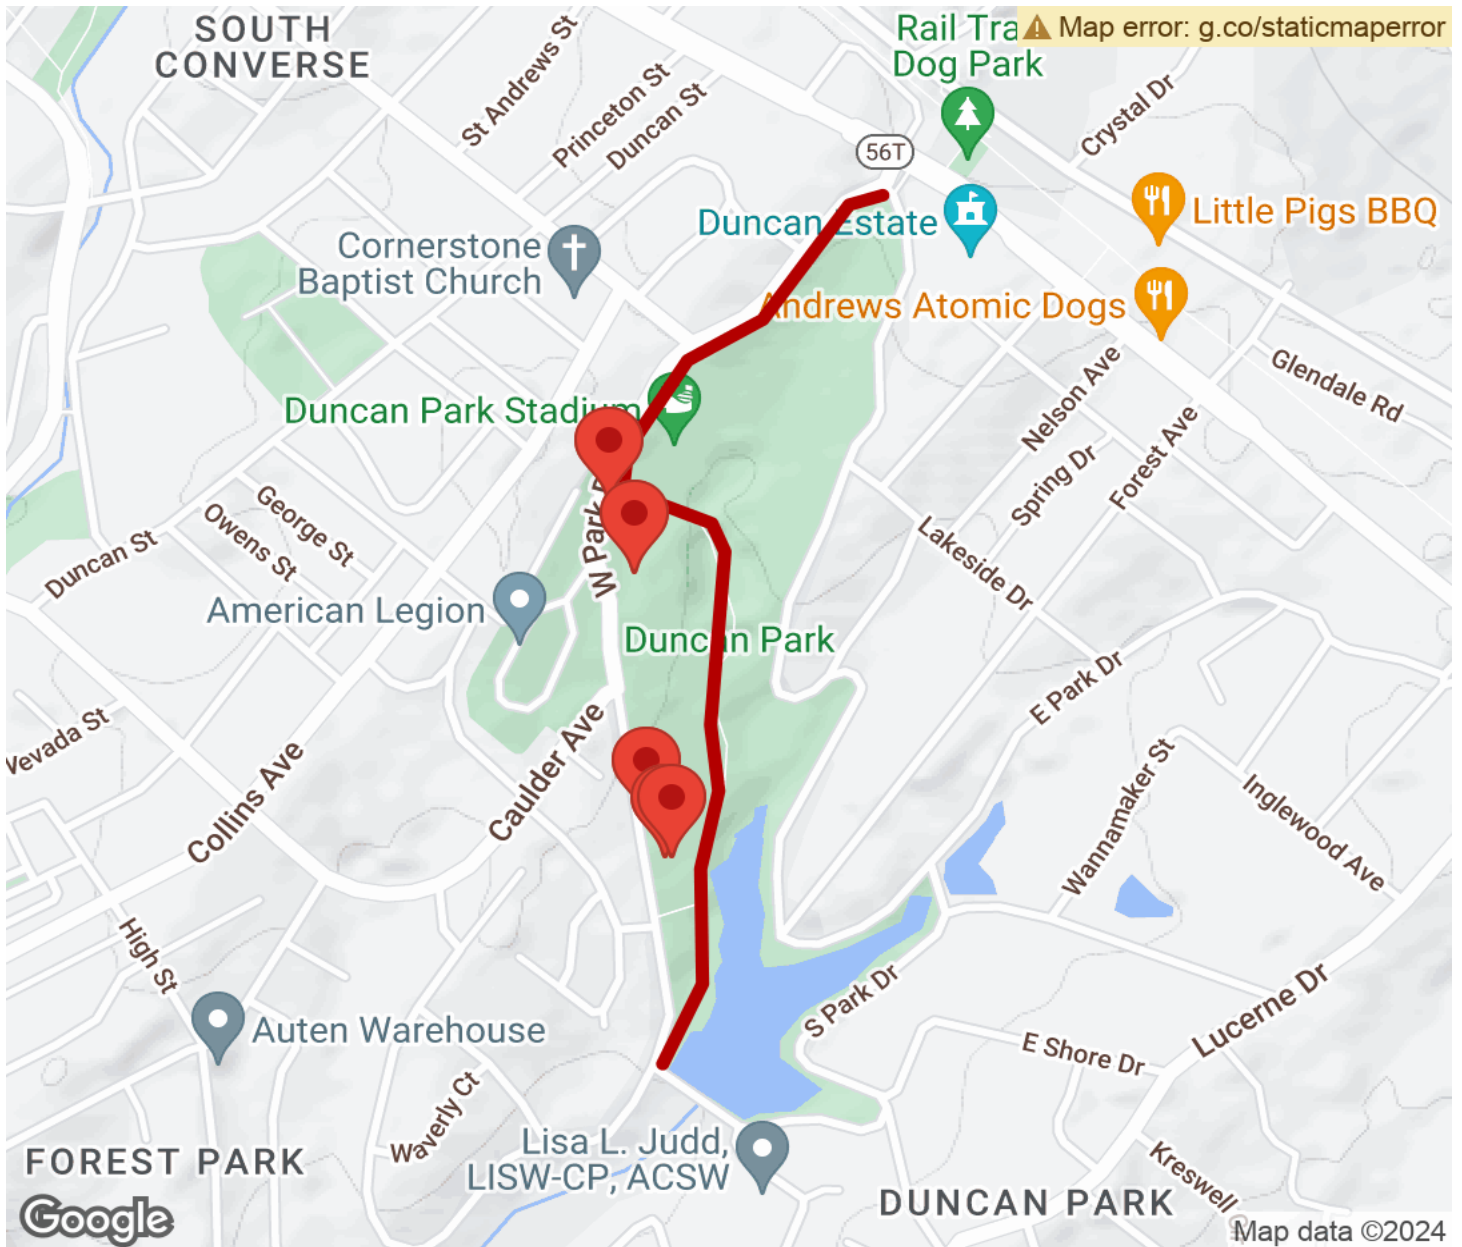 SOUTH
CONVERSE
St Andrews St
Princeton St
Duncan St
Rail Tra
Dog Park
Map error: g.co/staticmaperror
Crystal Dr
56T
Little Pigs BBQ
Duncan Estate
Cornerstone
Baptist Church
Andrews Atomic Dogs
Glendale Rd
Nelson Ave
Duncan Park Stadium
Forest Ave
Spring Dr
George St
Owens St
Duncan St
W Park
Lakeside Dr
American Legion
Duncan Park
E Park Dr
Nevada St
Collins Ave
Caulder Ave
Wannamaker St
Inglewood Ave
High St
S Park Dr
Lucerne Dr
Auten Warehouse
E Shore Dr
Waverly Ct
Lisa L. Judd,
LISW-CP, ACSW
FOREST PARK
Kreswell
DUNCAN PARK
Google
Map data ©2024